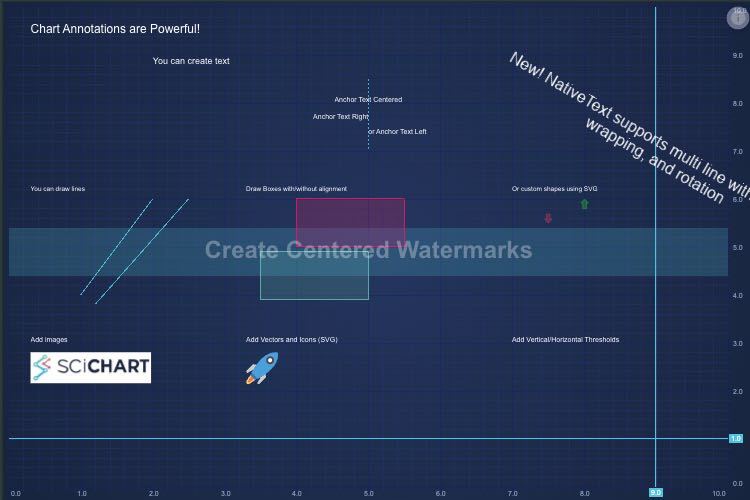 Chart Annotations are Powerful!
You can create text
New! NativeText supports multi line with
wrapping, and rotation
Anchor Text Centered
Anchor Text Right
or Anchor Text Left
You can draw lines
Draw Boxes with/without alignment
Or custom shapes using SVG
Create Centered Watermarks
Add images
Add Vectors and Icons (SVG)
Add Vertical/Horizontal Thresholds
SCICHART
10.0
9.0
8.0
7.0
6.0
5.0
4.0
3.0
2.0
1.0
0.0
0.0 1.0 2.0 3.0 4.0 5.0 6.0 7.0 8.0 9.0 10.0